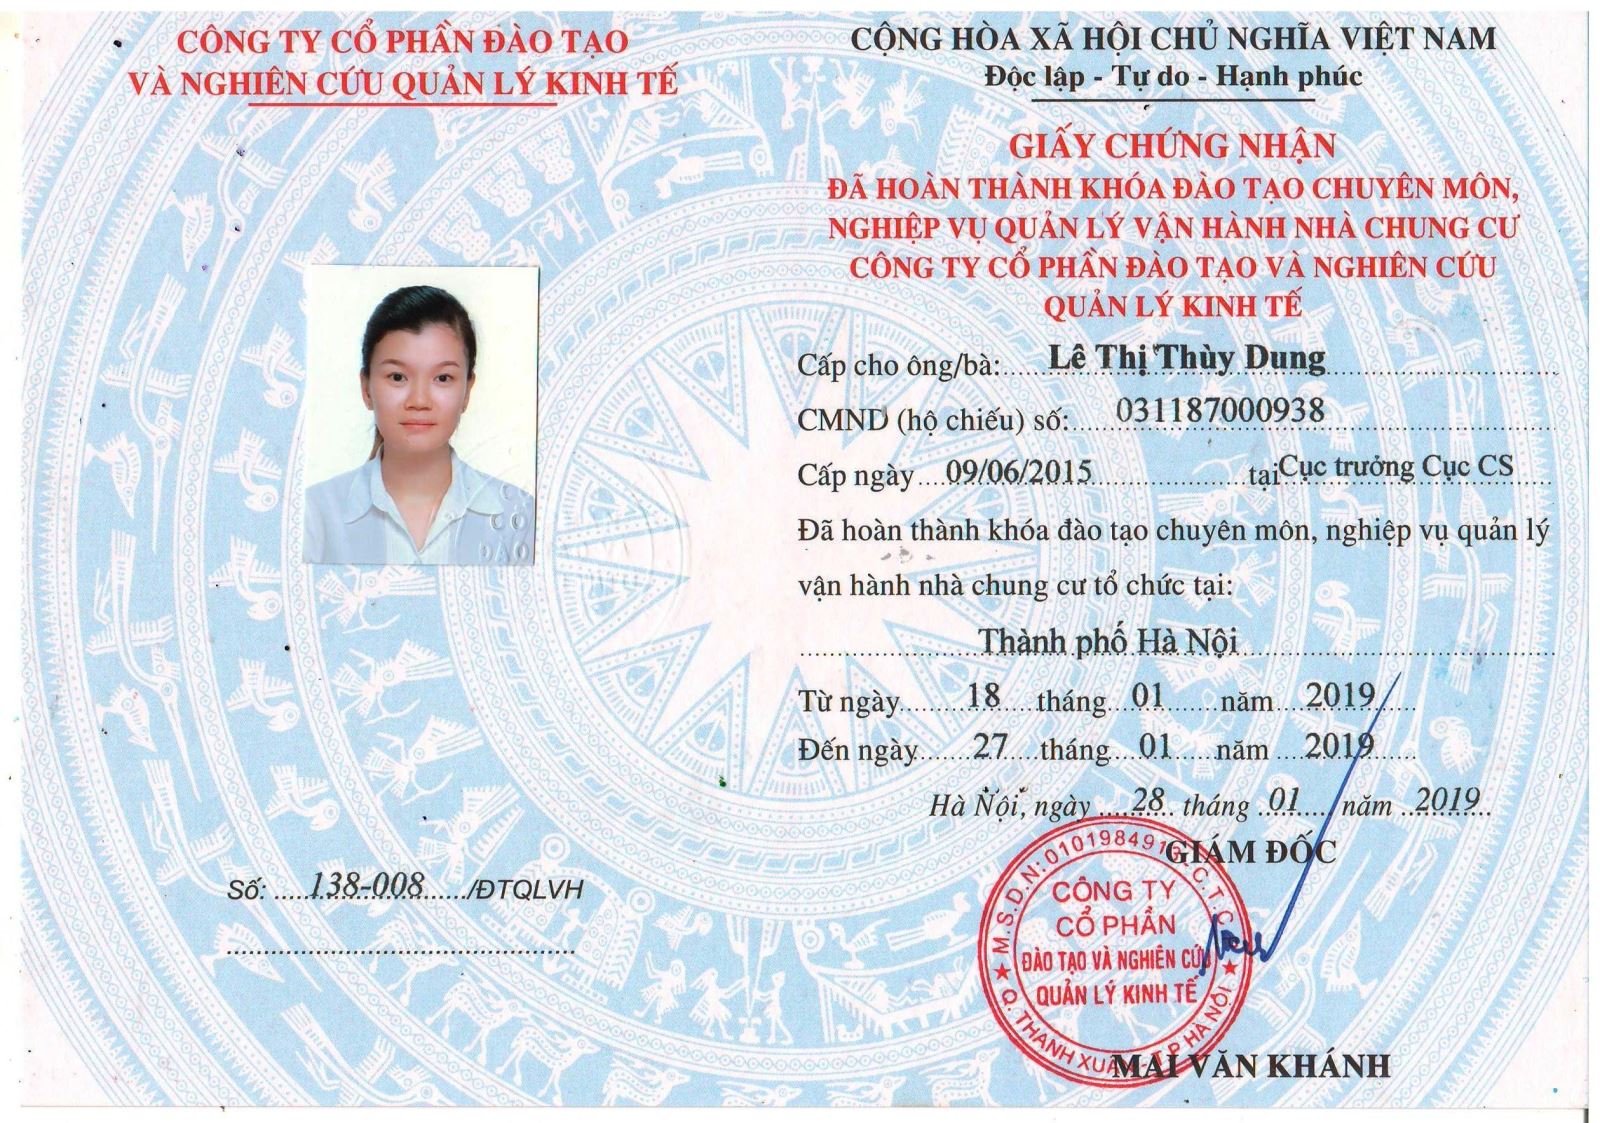 CÔNG TY CỔ PHẦN ĐÀO TẠO
VÀ NGHIÊN CỨU QUẢN LÝ KINH TẾ
Số: ....138-008....../ĐTQLVH
CỘNG HÒA XÃ HỘI CHỦ NGHĨA VIỆT NAM
Độc lập - Tự do - Hạnh phúc
GIẤY CHỨNG NHẬN
ĐÃ HOÀN THÀNH KHÓA ĐÀO TẠO CHUYÊN MÔN,
NGHIỆP VỤ QUẢN LÝ VẬN HÀNH NHÀ CHUNG CƯ
CÔNG TY CỔ PHẦN ĐÀO TẠO VÀ NGHIÊN CỨU
QUẢN LÝ KINH TẾ
Cấp cho ông/bà: Lê Thị Thùy Dung
CMND (hộ chiếu) số: 031187000938
Cấp ngày 09/06/2015 tại Cục trưởng Cục CS
Đã hoàn thành khóa đào tạo chuyên môn, nghiệp vụ quản lý
vận hành nhà chung cư tổ chức tại:
Thành phố Hà Nội
Từ ngày 18 tháng 01 năm 2019
Đến ngày 27 tháng 01 năm 2019
Hà Nội, ngày 28 tháng 01 năm 2019
GIÁM ĐỐC
M.S.D.N: 0101984916 C.T.C
CÔNG TY
CỔ PHẦN
ĐÀO TẠO VÀ NGHIÊN CỨU
QUẢN LÝ KINH TẾ
Q. THANH XUÂN - T.P HÀ NỘI
MAI VĂN KHÁNH